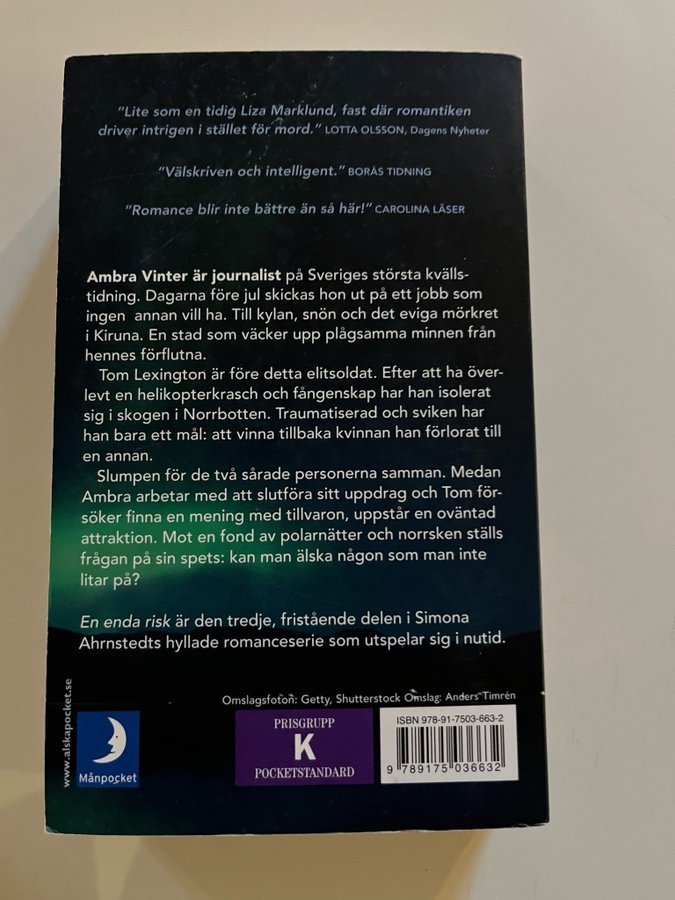 "Lite som en tidig Liza Marklund, fast där romantiken
driver intrigen i stället för mord." LOTTA OLSSON, Dagens Nyheter
"Välskriven och intelligent." BORÅS TIDNING
"Romance blir inte bättre än så här!" CAROLINA LÄSER
Ambra Vinter är journalist på Sveriges största kvälls-
tidning. Dagarna före jul skickas hon ut på ett jobb som
ingen annan vill ha. Till kylan, snön och det eviga mörkret
i Kiruna. En stad som väcker upp plågsamma minnen från
hennes förflutna.
Tom Lexington är före detta elitsoldat. Efter att ha över-
levt en helikopterkrasch och fångenskap har han isolerat
sig i skogen i Norrbotten. Traumatiserad och sviken har
han bara ett mål: att vinna tillbaka kvinnan han förlorat till
en annan.
Slumpen för de två sårade personerna samman. Medan
Ambra arbetar med att slutföra sitt uppdrag och Tom för-
söker finna en mening med tillvaron, uppstår en oväntad
attraktion. Mot en fond av polarnätter och norrsken ställs
frågan på sin spets: kan man älska någon som man inte
litar på?
En enda risk är den tredje, fristående delen i Simona
Ahrnstedts hyllade romanceserie som utspelar sig i nutid.
Omslagsfoton: Getty, Shutterstock Omslag: Anders Timrén
www.alskapocket.se
Månpocket
PRISGRUPP
K
POCKETSTANDARD
ISBN 978-91-7503-663-2
9 789175 036632